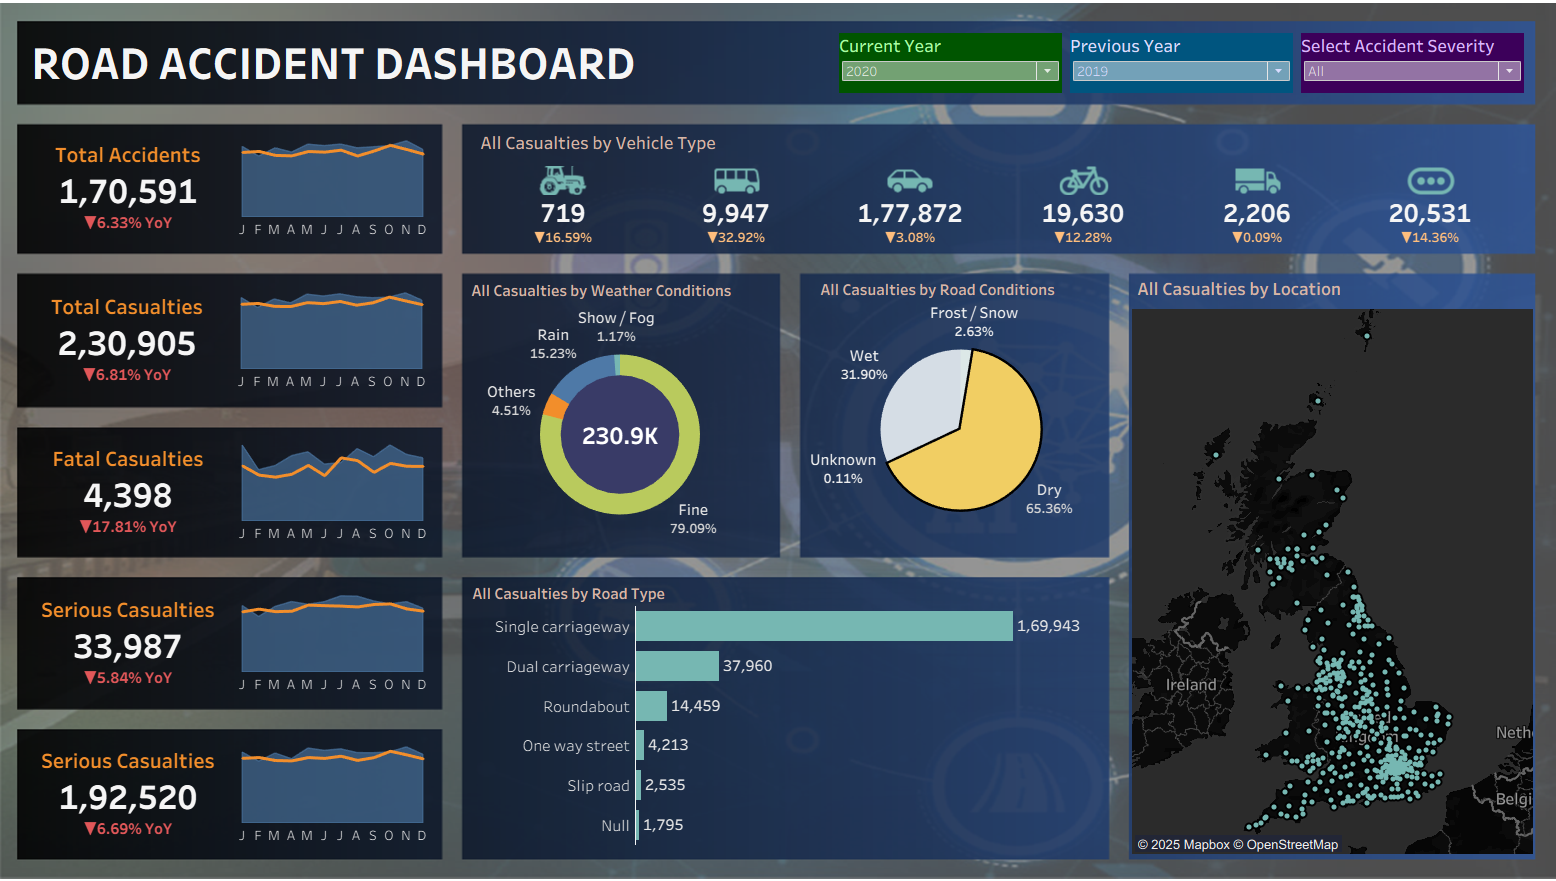 ROAD ACCIDENT DASHBOARD
Current Year
2020
Previous Year
2019
Select Accident Severity
All
Total Accidents
1,70,591
▼6.33% YoY
J F M A M J J A S O N D
Total Casualties
2,30,905
▼6.81% YoY
J F M A M J J A S O N D
Fatal Casualties
4,398
▼17.81% YoY
J F M A M J J A S O N D
Serious Casualties
33,987
▼5.84% YoY
J F M A M J J A S O N D
Serious Casualties
1,92,520
▼6.69% YoY
J F M A M J J A S O N D
All Casualties by Vehicle Type
719 9,947 1,77,872 19,630 2,206 20,531
▼16.59% ▼32.92% ▼3.08% ▼12.28% ▼0.09% ▼14.36%
All Casualties by Weather Conditions
Show / Fog
1.17%
Rain
15.23%
Others
4.51%
230.9K
Fine
79.09%
All Casualties by Road Conditions
Frost / Snow
2.63%
Wet
31.90%
Unknown
0.11%
Dry
65.36%
All Casualties by Road Type
Single carriageway 1,69,943
Dual carriageway 37,960
Roundabout 14,459
One way street 4,213
Slip road 2,535
Null 1,795
All Casualties by Location
Ireland
Neth
Belgi
© 2025 Mapbox © OpenStreetMap